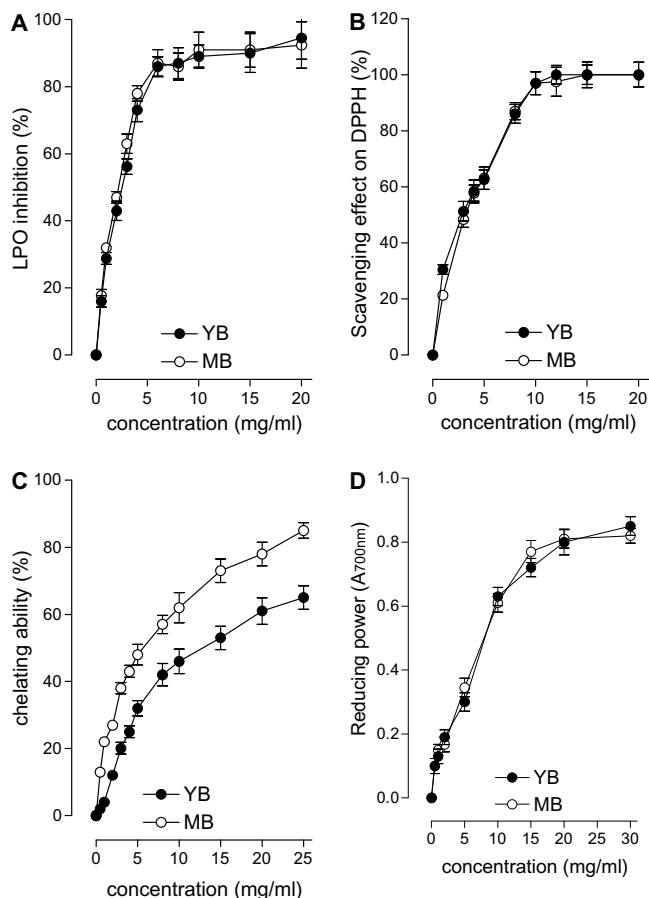 A
LPO inhibition (%)
100
80
60
40
20
0
YB
MB
0 5 10 15 20
concentration (mg/ml)
B
Scavenging effect on DPPH (%)
120
100
80
60
40
20
0
YB
MB
0 5 10 15 20
concentration (mg/ml)
C
chelating ability (%)
100
80
60
40
20
0
YB
MB
0 5 10 15 20 25
concentration (mg/ml)
D
Reducing power (A700nm)
1.0
0.8
0.6
0.4
0.2
0.0
YB
MB
0 5 10 15 20 25 30
concentration (mg/ml)